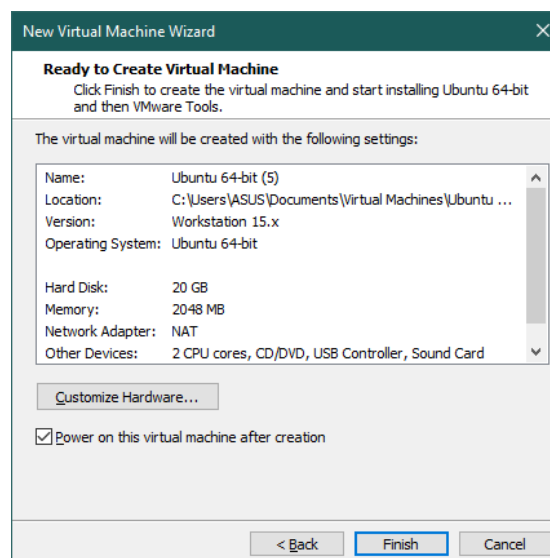 New Virtual Machine Wizard
Ready to Create Virtual Machine
Click Finish to create the virtual machine and start installing Ubuntu 64-bit
and then VMware Tools.
The virtual machine will be created with the following settings:
Name: Ubuntu 64-bit (5)
Location: C:\Users\ASUS\Documents\Virtual Machines\Ubuntu ...
Version: Workstation 15.x
Operating System: Ubuntu 64-bit
Hard Disk: 20 GB
Memory: 2048 MB
Network Adapter: NAT
Other Devices: 2 CPU cores, CD/DVD, USB Controller, Sound Card
Customize Hardware...
Power on this virtual machine after creation
< Back Finish Cancel